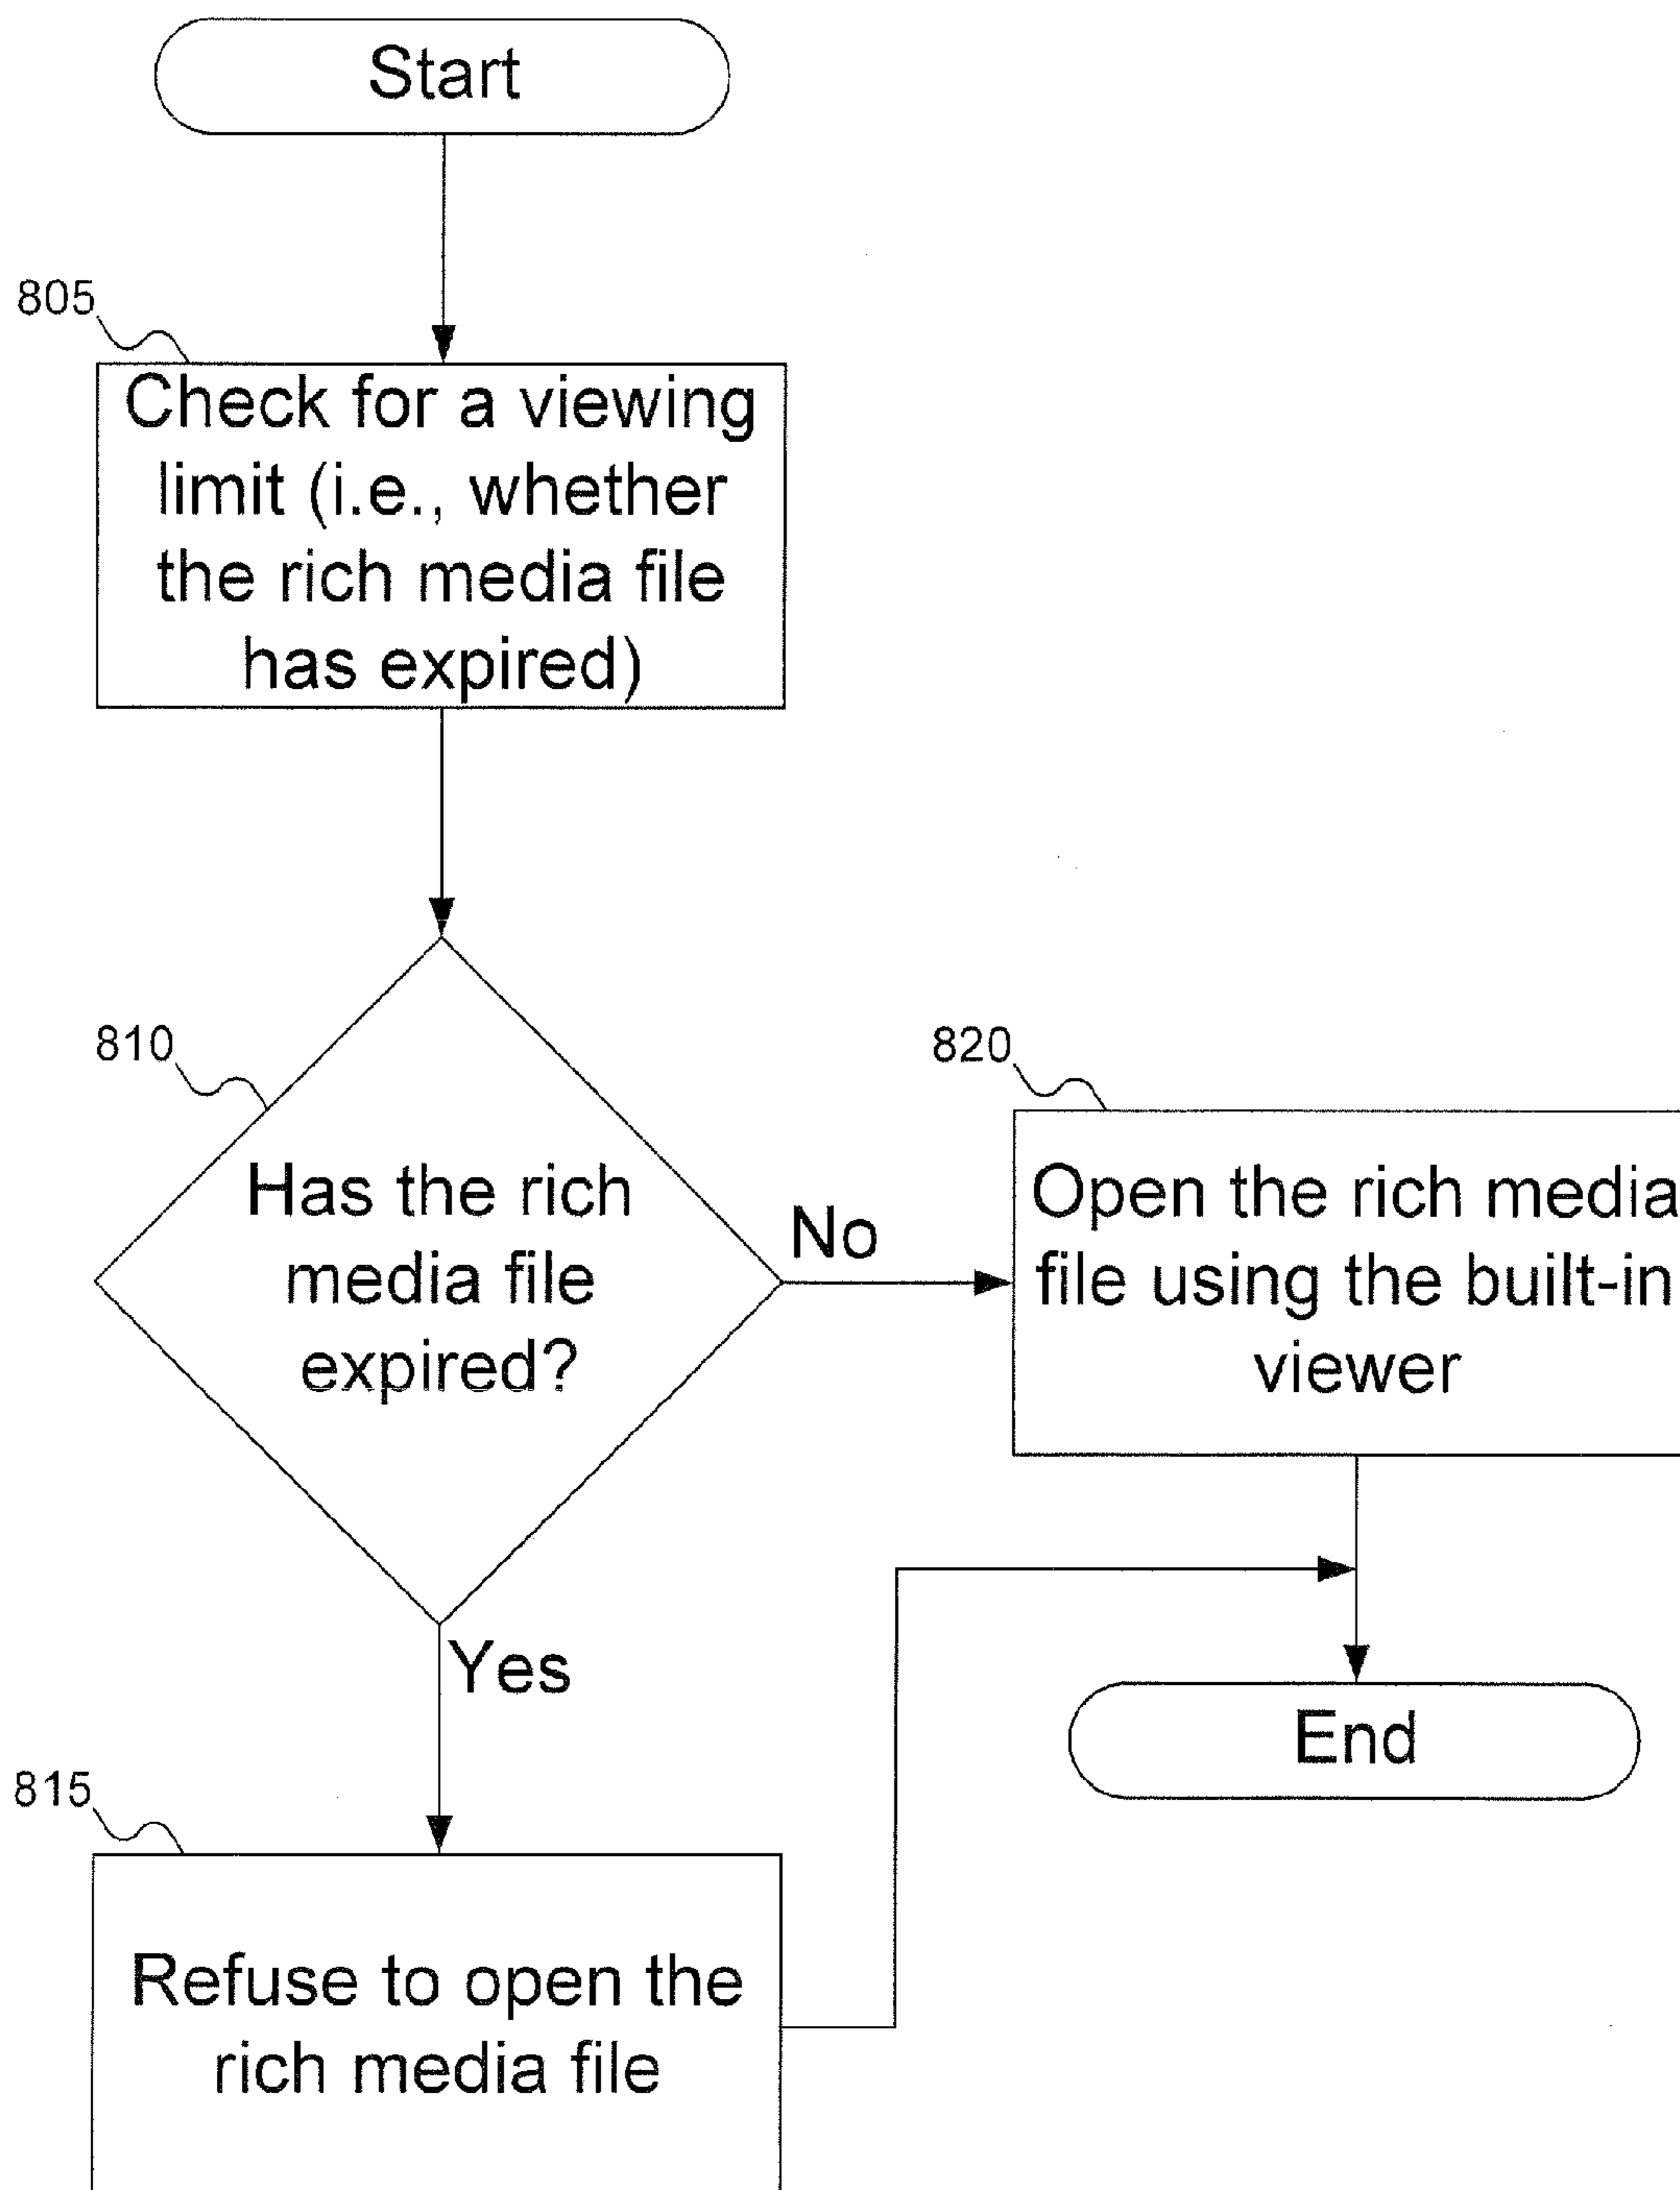 Start
805
Check for a viewing
limit (i.e., whether
the rich media file
has expired)
810
Has the rich
media file
expired?
No
820
Open the rich media
file using the built-in
viewer
Yes
End
815
Refuse to open the
rich media file